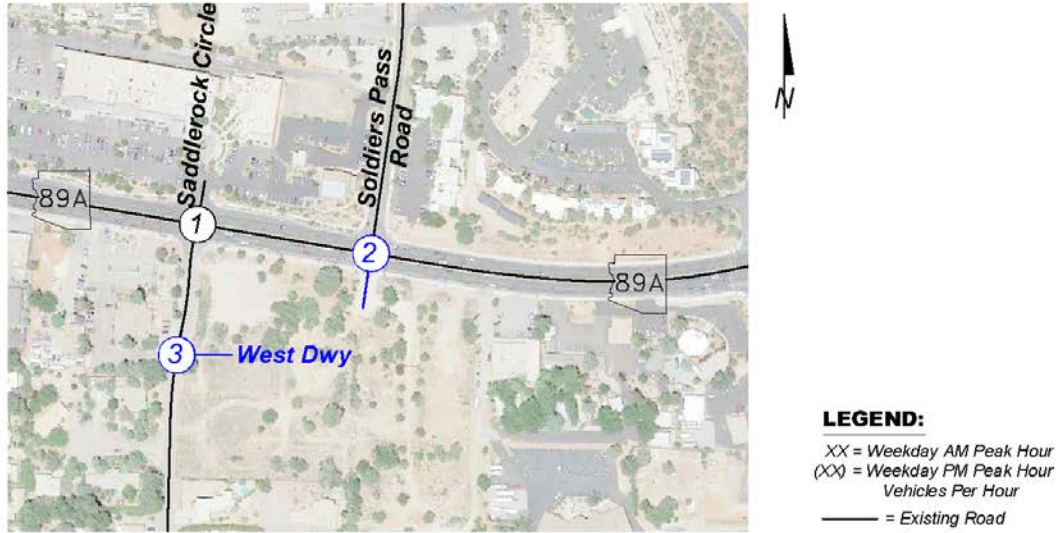 Saddlerock Circle
Soldiers Pass
Road
N
89A
1
2
89A
3
West Dwy
LEGEND:
XX = Weekday AM Peak Hour
(XX) = Weekday PM Peak Hour
Vehicles Per Hour
= Existing Road